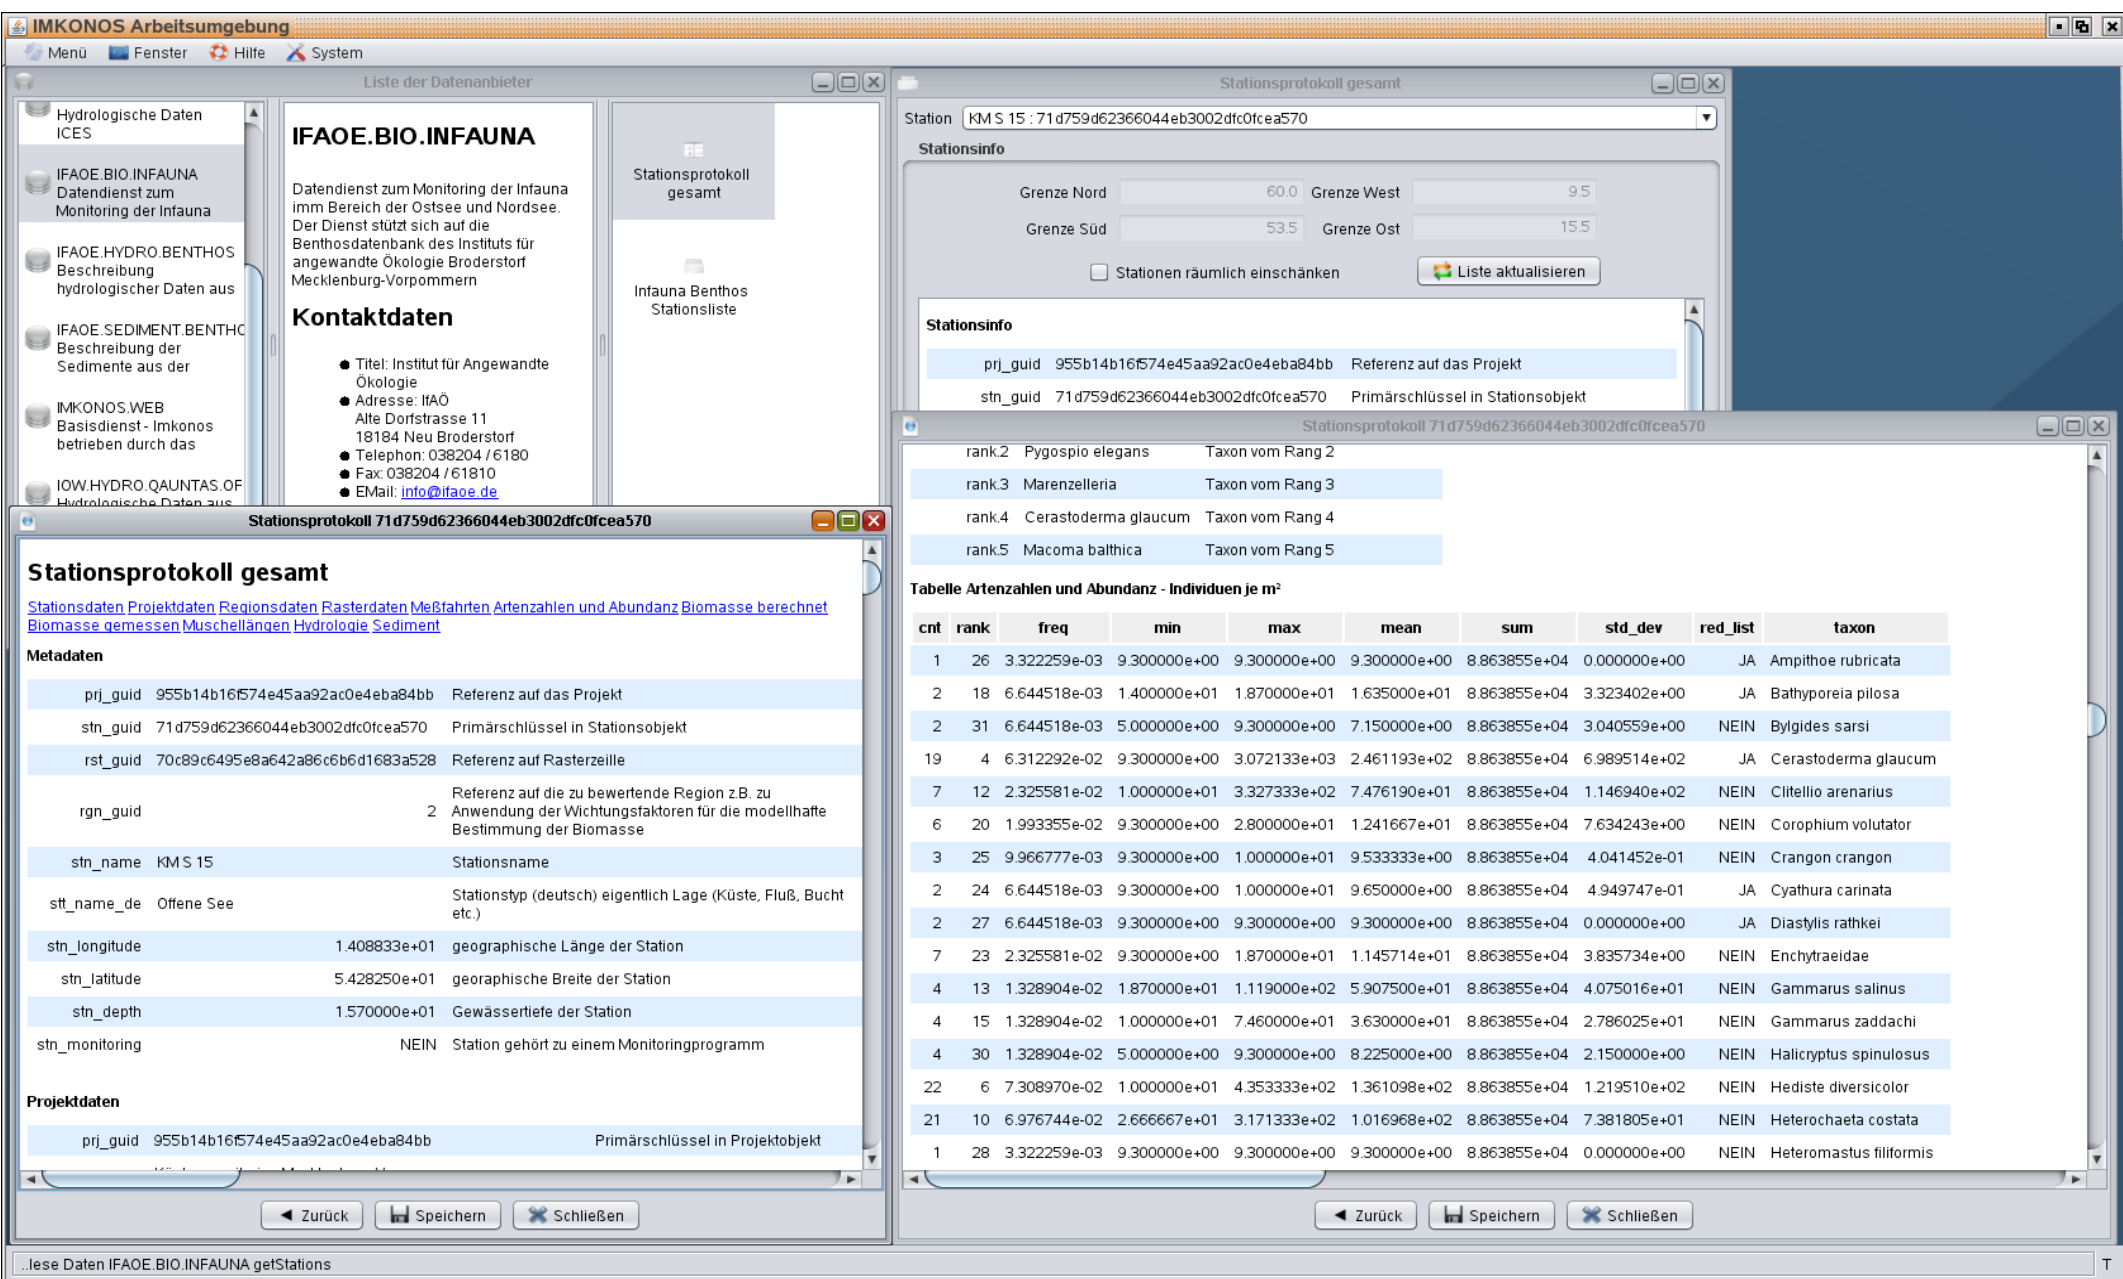 IMKONOS Arbeitsumgebung
Menü Fenster Hilfe System
Liste der Datenanbieter
Hydrologische Daten
ICES
IFAOE.BIO.INFAUNA
Datendienst zum
Monitoring der Infauna
IFAOE.HYDRO.BENTHOS
Beschreibung
hydrologischer Daten aus
IFAOE.SEDIMENT.BENTHO
Beschreibung der
Sedimente aus der
IMKONOS.WEB
Basisdienst - Imkonos
betrieben durch das
IOW.HYDRO.QAUNTAS.OF
Hydrologische Daten aus
IFAOE.BIO.INFAUNA
Datendienst zum Monitoring der Infauna
imm Bereich der Ostsee und Nordsee.
Der Dienst stützt sich auf die
Benthosdatenbank des Instituts für
angewandte Ökologie Broderstorf
Mecklenburg-Vorpommern
Kontaktdaten
Titel: Institut für Angewandte
Ökologie
Adresse: IfAÖ
Alte Dorfstrasse 11
18184 Neu Broderstorf
Telephon: 038204 / 6180
Fax: 038204 / 61810
EMail: info@ifaoe.de
Stationsprotokoll
gesamt
Infauna Benthos
Stationsliste
Stationsprotokoll gesamt
Station KM S 15 : 71d759d62366044eb3002dfc0fcea570
Stationsinfo
Grenze Nord 60.0 Grenze West 9.5
Grenze Süd 53.5 Grenze Ost 15.5
Stationen räumlich einschänken Liste aktualisieren
Stationsinfo
prj_guid 955b14b16f574e45aa92ac0e4eba84bb Referenz auf das Projekt
stn_guid 71d759d62366044eb3002dfc0fcea570 Primärschlüssel in Stationsobjekt
Stationsprotokoll 71d759d62366044eb3002dfc0fcea570
Stationsprotokoll gesamt
Stationsdaten Projektdaten Regionsdaten Rasterdaten Meßfahrten Artenzahlen und Abundanz Biomasse berechnet
Biomasse gemessen Muschellängen Hydrologie Sediment
Metadaten
prj_guid 955b14b16f574e45aa92ac0e4eba84bb Referenz auf das Projekt
stn_guid 71d759d62366044eb3002dfc0fcea570 Primärschlüssel in Stationsobjekt
rst_guid 70c89c6495e8a642a86c6b6d1683a528 Referenz auf Rasterzeille
rgn_guid 2 Referenz auf die zu bewertende Region z.B. zu
Anwendung der Wichtungsfaktoren für die modellhafte
Bestimmung der Biomasse
stn_name KM S 15 Stationsname
stt_name_de Offene See Stationstyp (deutsch) eigentlich Lage (Küste, Fluß, Bucht
etc.)
stn_longitude 1.408833e+01 geographische Länge der Station
stn_latitude 5.428250e+01 georaphische Breite der Station
stn_depth 1.570000e+01 Gewässertiefe der Station
stn_monitoring NEIN Station gehört zu einem Monitoringprogramm
Projektdaten
prj_guid 955b14b16f574e45aa92ac0e4eba84bb Primärschlüssel in Projektobjekt
Zurück Speichern Schließen
Stationsprotokoll 71d759d62366044eb3002dfc0fcea570
rank.2 Pygospio elegans Taxon vom Rang 2
rank.3 Marenzelleria Taxon vom Rang 3
rank.4 Cerastoderma glaucum Taxon vom Rang 4
rank.5 Macoma balthica Taxon vom Rang 5
Tabelle Artenzahlen und Abundanz - Individuen je m²
cnt rank freq min max mean sum std_dev red_list taxon
1 26 3.322259e-03 9.300000e+00 9.300000e+00 9.300000e+00 8.863855e+04 0.000000e+00 JA Ampithoe rubricata
2 18 6.644518e-03 1.400000e+01 1.870000e+01 1.635000e+01 8.863855e+04 3.323402e+00 JA Bathyporeia pilosa
2 31 6.644518e-03 5.000000e+00 9.300000e+00 7.150000e+00 8.863855e+04 3.040559e+00 NEIN Bylgides sarsi
19 4 6.312292e-02 9.300000e+00 3.072133e+03 2.461193e+02 8.863855e+04 6.989514e+02 JA Cerastoderma glaucum
7 12 2.325581e-02 1.000000e+01 3.327333e+02 7.476190e+01 8.863855e+04 1.146940e+02 NEIN Clitellio arenarius
6 20 1.993355e-02 9.300000e+00 2.800000e+01 1.241667e+01 8.863855e+04 7.634243e+00 NEIN Corophium volutator
3 25 9.966777e-03 9.300000e+00 1.000000e+01 9.533333e+00 8.863855e+04 4.041452e-01 NEIN Crangon crangon
2 24 6.644518e-03 9.300000e+00 1.000000e+01 9.650000e+00 8.863855e+04 4.949747e-01 JA Cyathura carinata
2 27 6.644518e-03 9.300000e+00 9.300000e+00 9.300000e+00 8.863855e+04 0.000000e+00 JA Diastylis rathkei
7 23 2.325581e-02 9.300000e+00 1.870000e+01 1.145714e+01 8.863855e+04 3.835734e+00 NEIN Enchytraeidae
4 13 1.328904e-02 1.870000e+01 1.119000e+02 5.907500e+01 8.863855e+04 4.075016e+01 NEIN Gammarus salinus
4 15 1.328904e-02 1.000000e+01 7.460000e+01 3.630000e+01 8.863855e+04 2.786025e+01 NEIN Gammarus zaddachi
4 30 1.328904e-02 5.000000e+00 9.300000e+00 8.225000e+00 8.863855e+04 2.150000e+00 NEIN Halicryptus spinulosus
22 6 7.308970e-02 1.000000e+01 4.353333e+02 1.361098e+02 8.863855e+04 1.219510e+02 NEIN Hediste diversicolor
21 10 6.976744e-02 2.666667e+01 3.171333e+02 1.016968e+02 8.863855e+04 7.381805e+01 NEIN Heterochaeta costata
1 28 3.322259e-03 9.300000e+00 9.300000e+00 9.300000e+00 8.863855e+04 0.000000e+00 NEIN Heteromastus filiformis
Zurück Speichern Schließen
..lese Daten IFAOE.BIO.INFAUNA getStations T